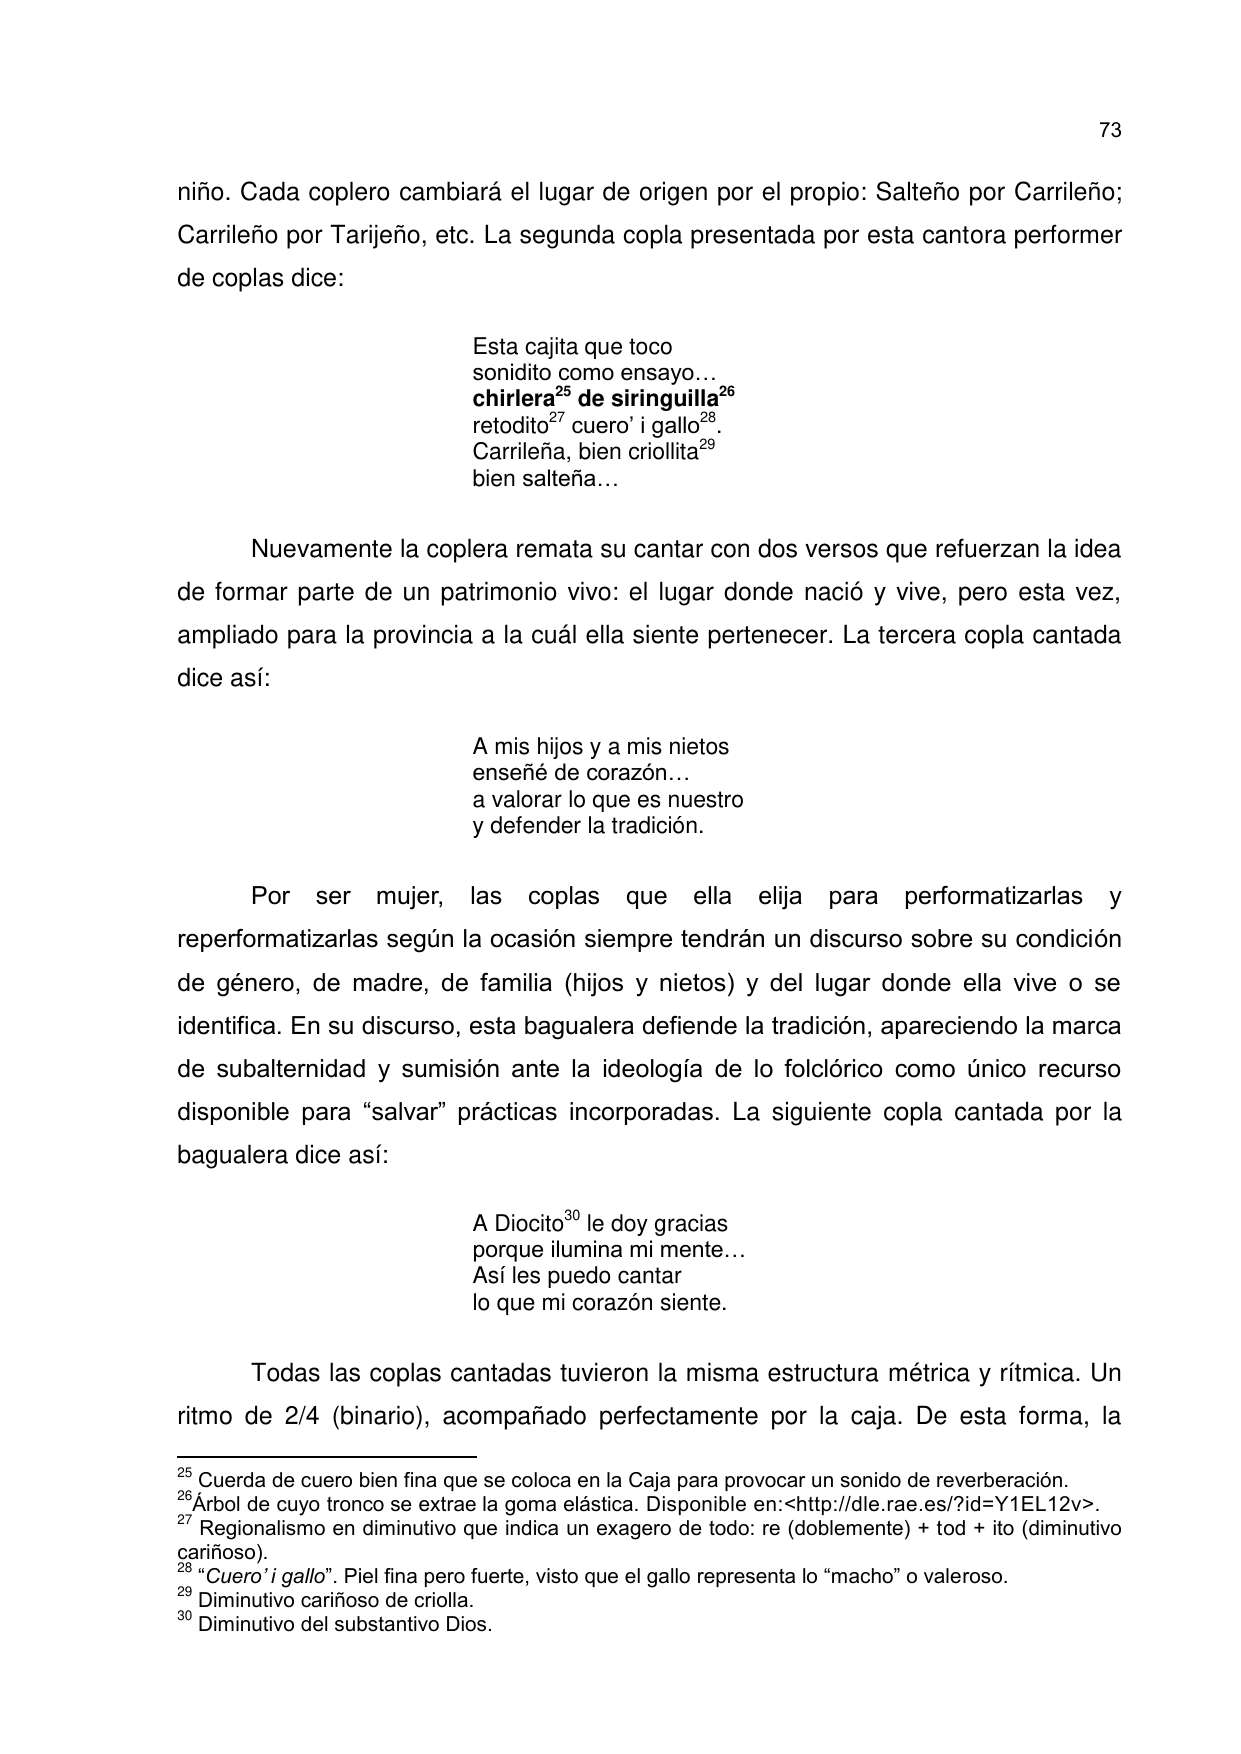 73
niño. Cada coplero cambiará el lugar de origen por el propio: Salteño por Carrileño;
Carrileño por Tarijeño, etc. La segunda copla presentada por esta cantora performer
de coplas dice:
Esta cajita que toco
sonidito como ensayo…
chirlera25 de siringuilla26
retodito27 cuero’ i gallo28.
Carrileña, bien criollita29
bien salteña…
Nuevamente la coplera remata su cantar con dos versos que refuerzan la idea
de formar parte de un patrimonio vivo: el lugar donde nació y vive, pero esta vez,
ampliado para la provincia a la cuál ella siente pertenecer. La tercera copla cantada
dice así:
A mis hijos y a mis nietos
enseñé de corazón…
a valorar lo que es nuestro
y defender la tradición.
Por ser mujer, las coplas que ella elija para performatizarlas y
reperformatizarlas según la ocasión siempre tendrán un discurso sobre su condición
de género, de madre, de familia (hijos y nietos) y del lugar donde ella vive o se
identifica. En su discurso, esta bagualera defiende la tradición, apareciendo la marca
de subalternidad y sumisión ante la ideología de lo folclórico como único recurso
disponible para “salvar” prácticas incorporadas. La siguiente copla cantada por la
bagualera dice así:
A Diocito30 le doy gracias
porque ilumina mi mente…
Así les puedo cantar
lo que mi corazón siente.
Todas las coplas cantadas tuvieron la misma estructura métrica y rítmica. Un
ritmo de 2/4 (binario), acompañado perfectamente por la caja. De esta forma, la
25 Cuerda de cuero bien fina que se coloca en la Caja para provocar un sonido de reverberación.
26Árbol de cuyo tronco se extrae la goma elástica. Disponible en:<http://dle.rae.es/?id=Y1EL12v>.
27 Regionalismo en diminutivo que indica un exagero de todo: re (doblemente) + tod + ito (diminutivo
cariñoso).
28 “Cuero’ i gallo”. Piel fina pero fuerte, visto que el gallo representa lo “macho” o valeroso.
29 Diminutivo cariñoso de criolla.
30 Diminutivo del substantivo Dios.